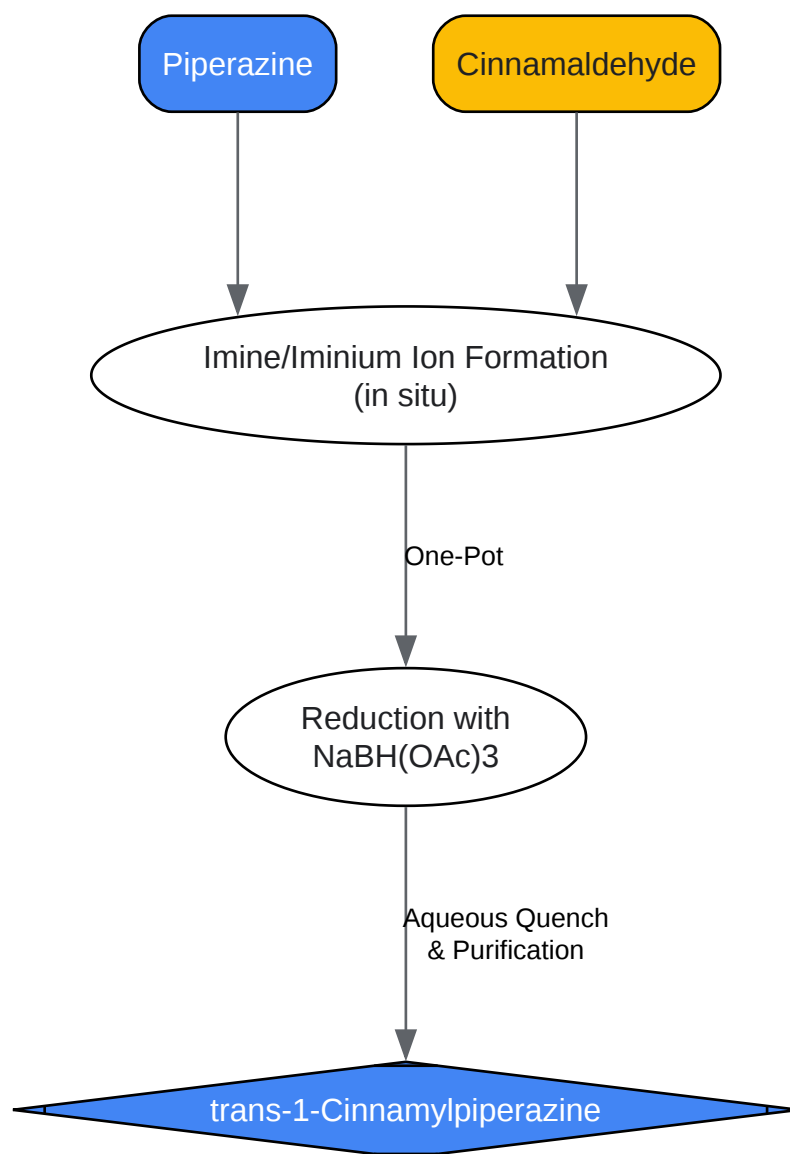 Piperazine
Cinnamaldehyde
Imine/Iminium Ion Formation
(in situ)
One-Pot
Reduction with
NaBH(OAc)3
Aqueous Quench
& Purification
trans-1-Cinnamylpiperazine